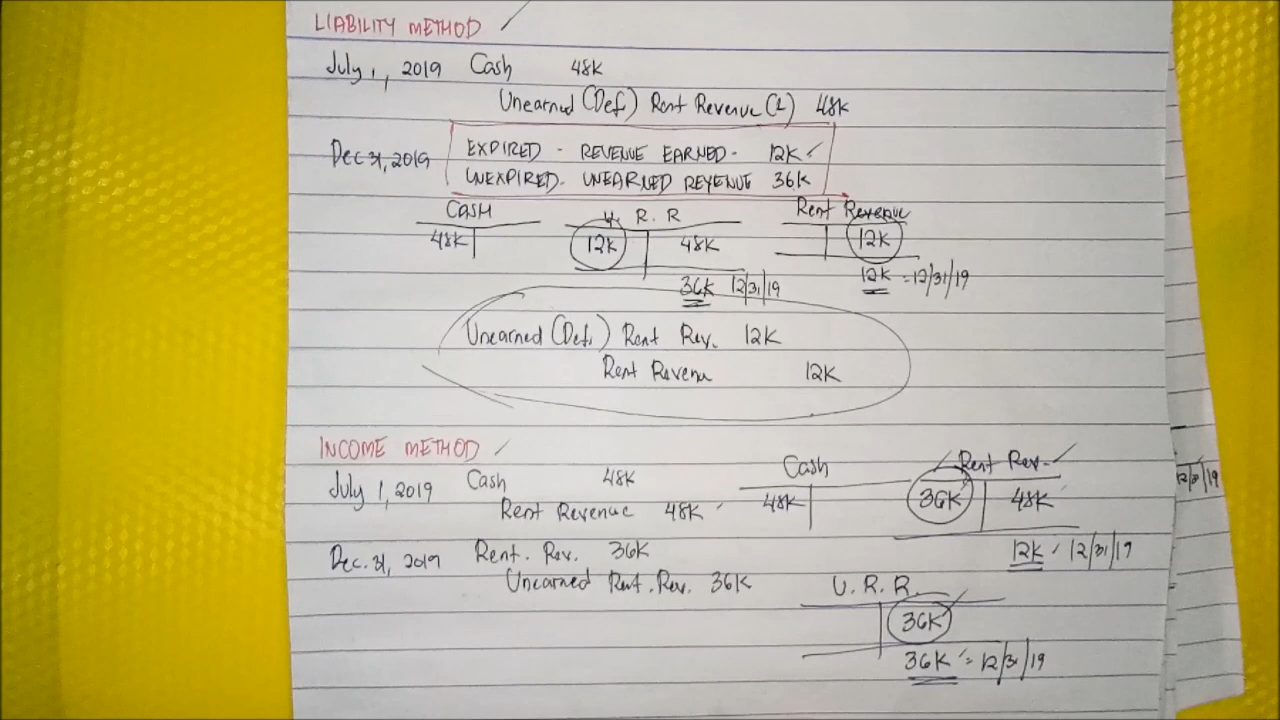 LIABILITY METHOD
July 1, 2019 Cash 48K
Unearned (Def.) Rent Revenue (L) 48K
Dec 31, 2019 EXPIRED - REVENUE EARNED - 12K
UNEXPIRED - UNEARNED REVENUE 36K
CASH U. R. R Rent Revenue
48K 12K 48K 12K
36K 12/31/19 12K = 12/31/19
Unearned (Def.) Rent Rev. 12K
Rent Revenu 12K
INCOME METHOD
July 1, 2019 Cash 48K
Rent Revenue 48K
Cash Rent Rev.
48K 36K 48K
12K 12/31/19
Dec. 31, 2019 Rent. Rev. 36K
Unearned Rent. Rev. 36K
U. R. R.
36K
36K = 12/31/19
12/31/19